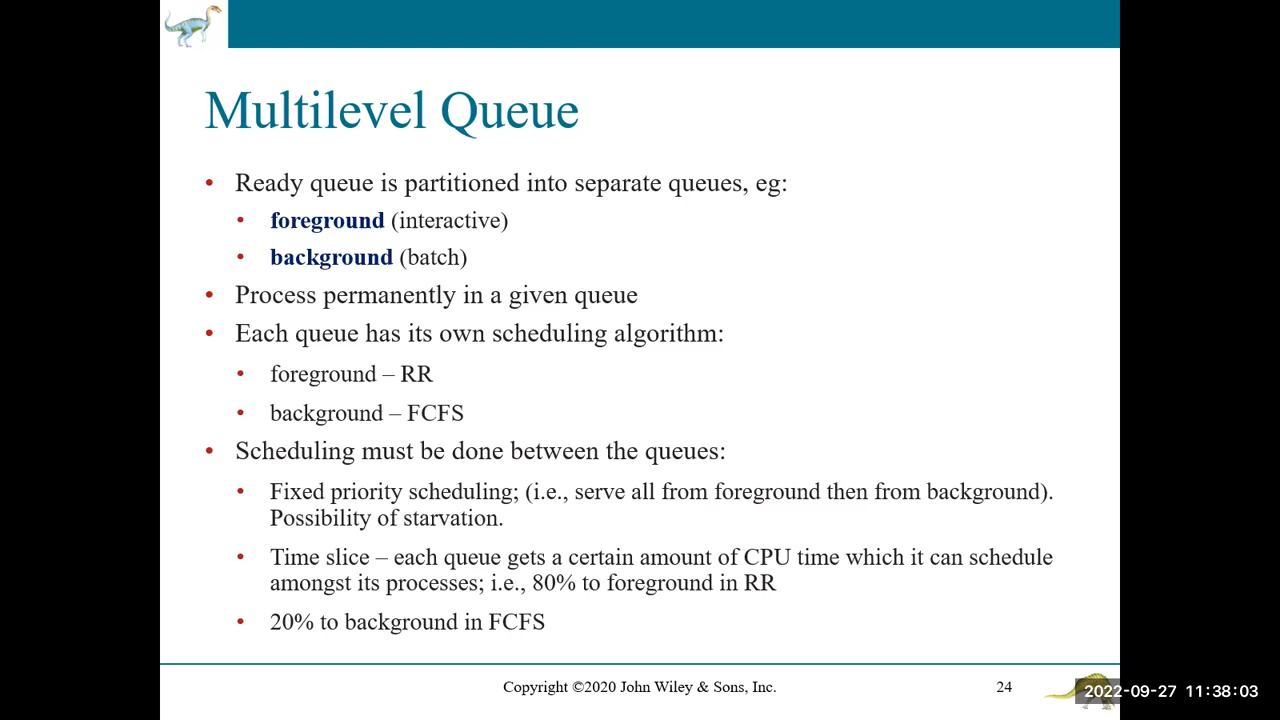 Multilevel Queue
• Ready queue is partitioned into separate queues, eg:
• foreground (interactive)
• background (batch)
• Process permanently in a given queue
• Each queue has its own scheduling algorithm:
• foreground – RR
• background – FCFS
• Scheduling must be done between the queues:
• Fixed priority scheduling; (i.e., serve all from foreground then from background).
Possibility of starvation.
• Time slice – each queue gets a certain amount of CPU time which it can schedule
amongst its processes; i.e., 80% to foreground in RR
• 20% to background in FCFS
Copyright ©2020 John Wiley & Sons, Inc.
24
2022-09-27 11:38:03